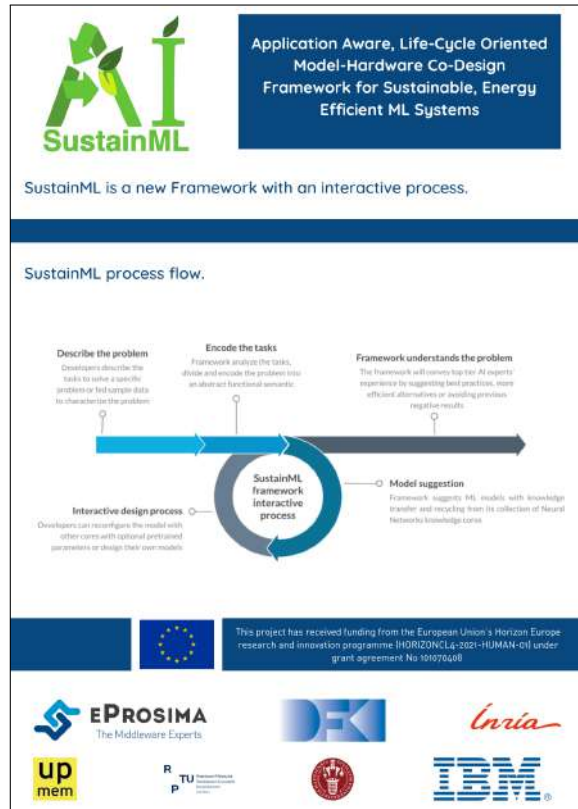 AI
SustainML
Application Aware, Life-Cycle Oriented
Model-Hardware Co-Design
Framework for Sustainable, Energy
Efficient ML Systems
SustainML is a new Framework with an interactive process.
SustainML process flow.
Describe the problem
Developers describe the
tasks to solve a specific
problem or fed sample data
to characterize the problem
Encode the tasks
Framework analyze the tasks,
divide and encode the problem into
an abstract functional semantic.
Framework understands the problem
The framework will convey top tier AI experts'
experience by suggesting best practices, more
efficient alternatives or avoiding previous
negative results.
SustainML
framework
interactive
process
Interactive design process
Developers can reconfigure the model with
other cores with optional pretrained
parameters or design their own models
Model suggestion
Framework suggests ML models with knowledge
transfer and recycling from its collection of Neural
Networks knowledge cores
This project has received funding from the European Union's Horizon Europe
research and innovation programme (HORIZONCL4-2021-HUMAN-01) under
grant agreement No 101070408
EPROSIMA
The Middleware Experts
DFKI
Inria
up
mem
R
P TU
IBM®